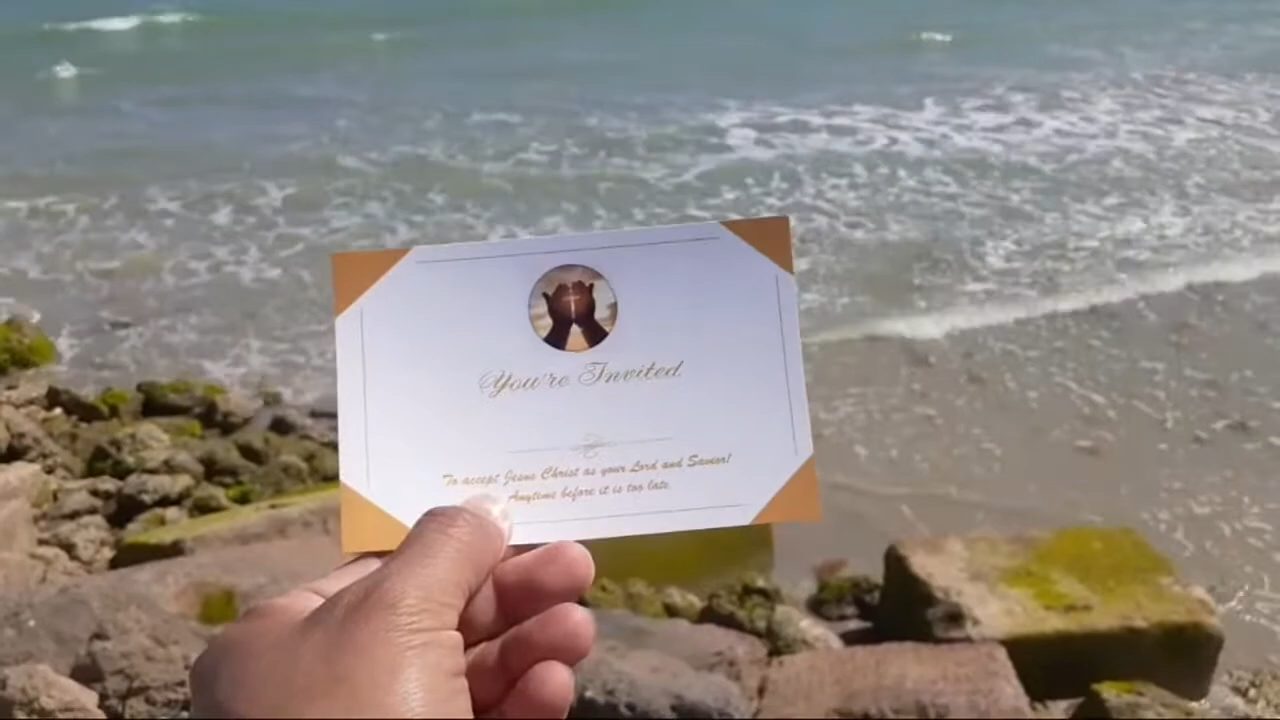 You're Invited
To accept Jesus Christ as your Lord and Savior!
Anytime before it is too late.